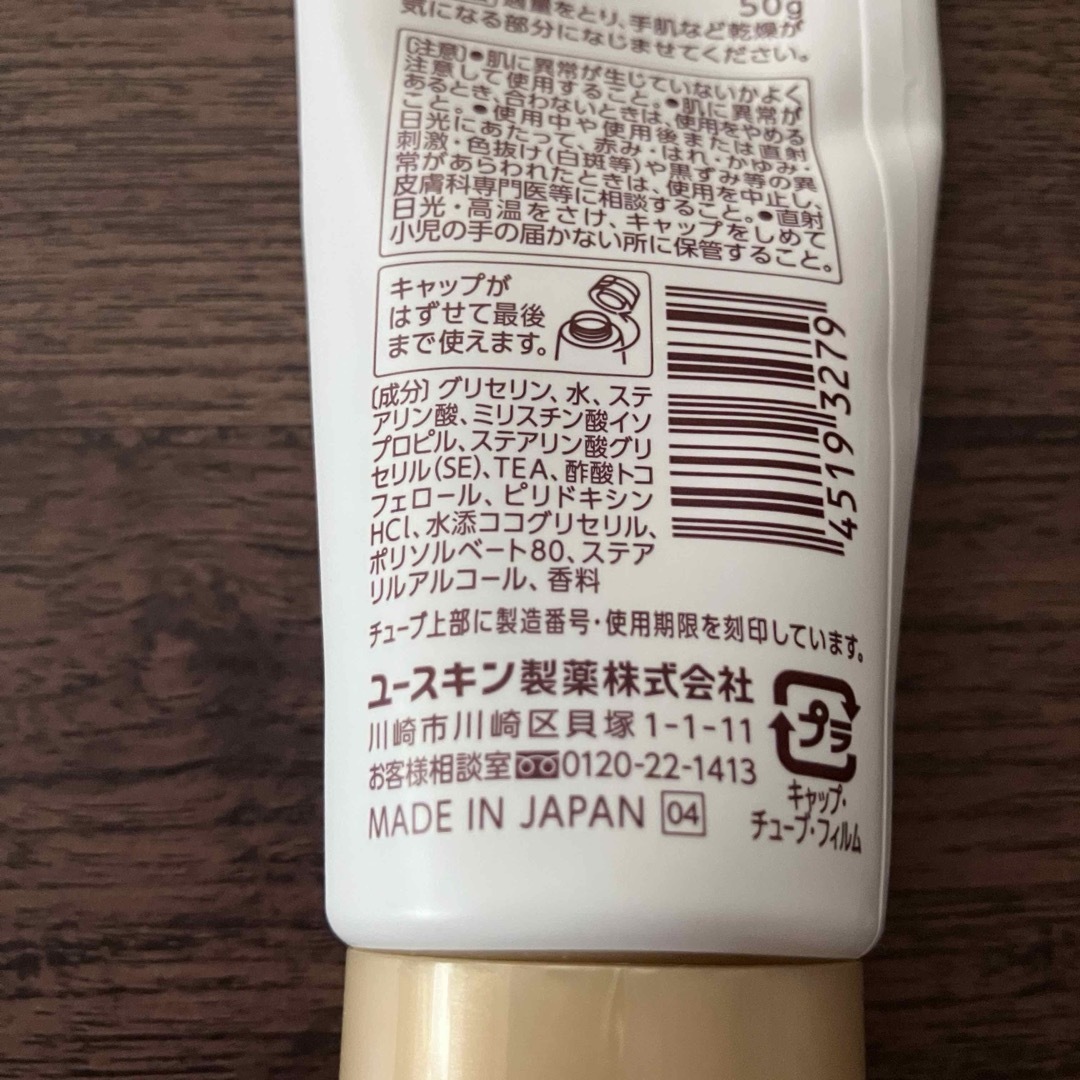 適量をとり、手肌など乾燥が
50g
気になる部分になじませてください。
〔注意〕●肌に異常が生じていないかよく
注意して使用すること。●肌に異常が
あるとき、合わないときは、使用をやめる
こと。●使用中や使用後または直射
日光にあたって、赤み・はれ・かゆみ・
刺激・色抜け(白斑等)や黒ずみ等の異
常があらわれたときは、使用を中止し、
皮膚科専門医等に相談すること。●直射
日光・高温をさけ、キャップをしめて
小児の手の届かない所に保管すること。
キャップが
はずせて最後
まで使えます。
〔成分〕グリセリン、水、ステ
アリン酸、ミリスチン酸イソ
プロピル、ステアリン酸グリ
セリル(SE)、TEA、酢酸トコ
フェロール、ピリドキシン
HCl、水添ココグリセリル、
ポリソルベート80、ステア
リルアルコール、香料
4519 3279
チューブ上部に製造番号・使用期限を刻印しています。
ユースキン製薬株式会社
川崎市川崎区貝塚1-1-11
お客様相談室0120-22-1413
MADE IN JAPAN 04
プラ
キャップ・
チューブ・フィルム